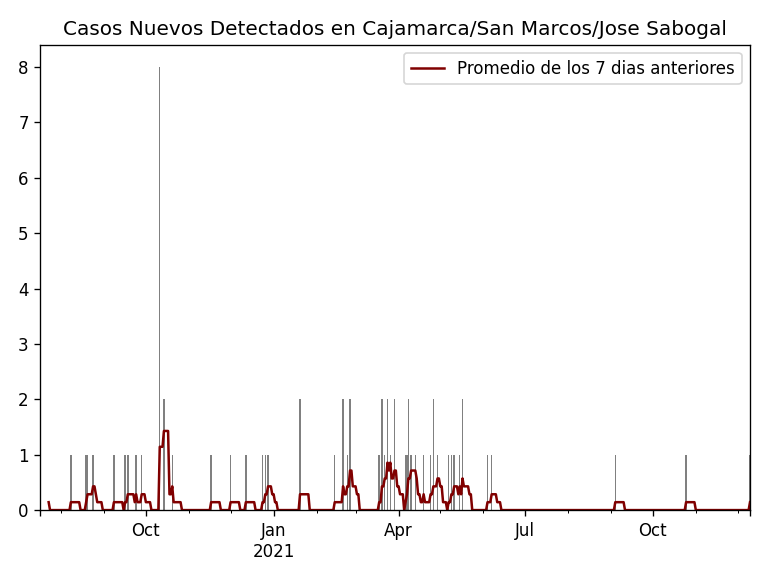 Casos Nuevos Detectados en Cajamarca/San Marcos/Jose Sabogal
Promedio de los 7 dias anteriores
8
7
6
5
4
3
2
1
0
Oct
Jan
2021
Apr
Jul
Oct